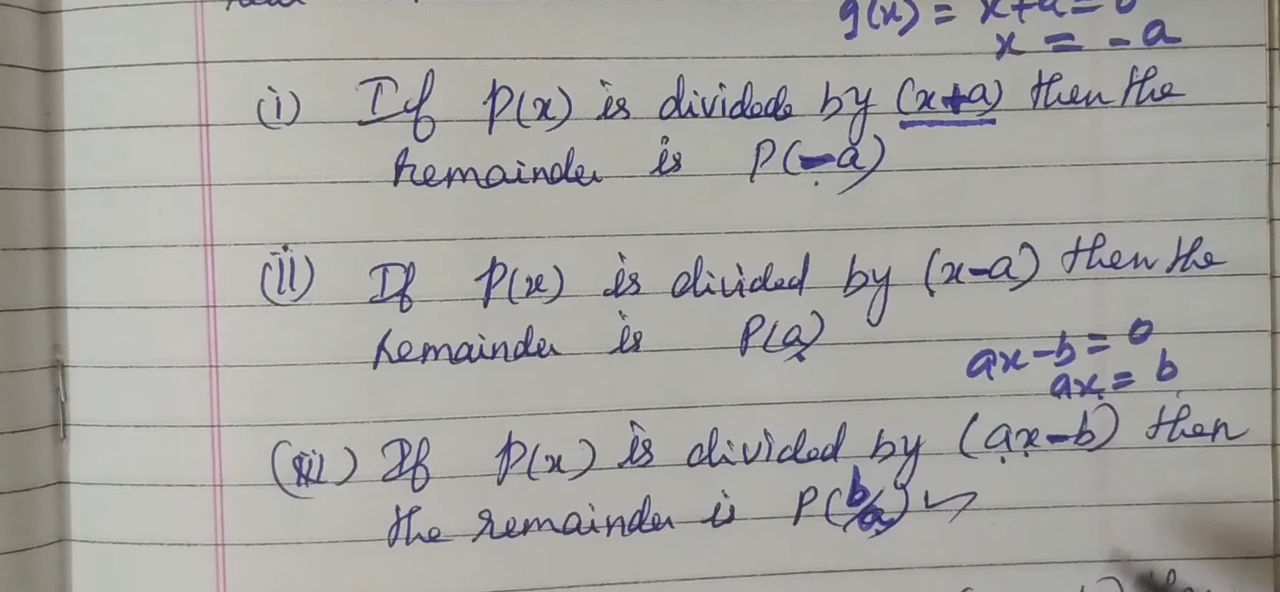 g(x) = x+a=0
x = -a
(i) If P(x) is divided by (x+a) then the
remainder is P(-a)
(ii) If P(x) is divided by (x-a) then the
remainder is P(a)
ax-b=0
ax = b
(iii) If P(x) is divided by (ax-b) then
the remainder is P(b/a)